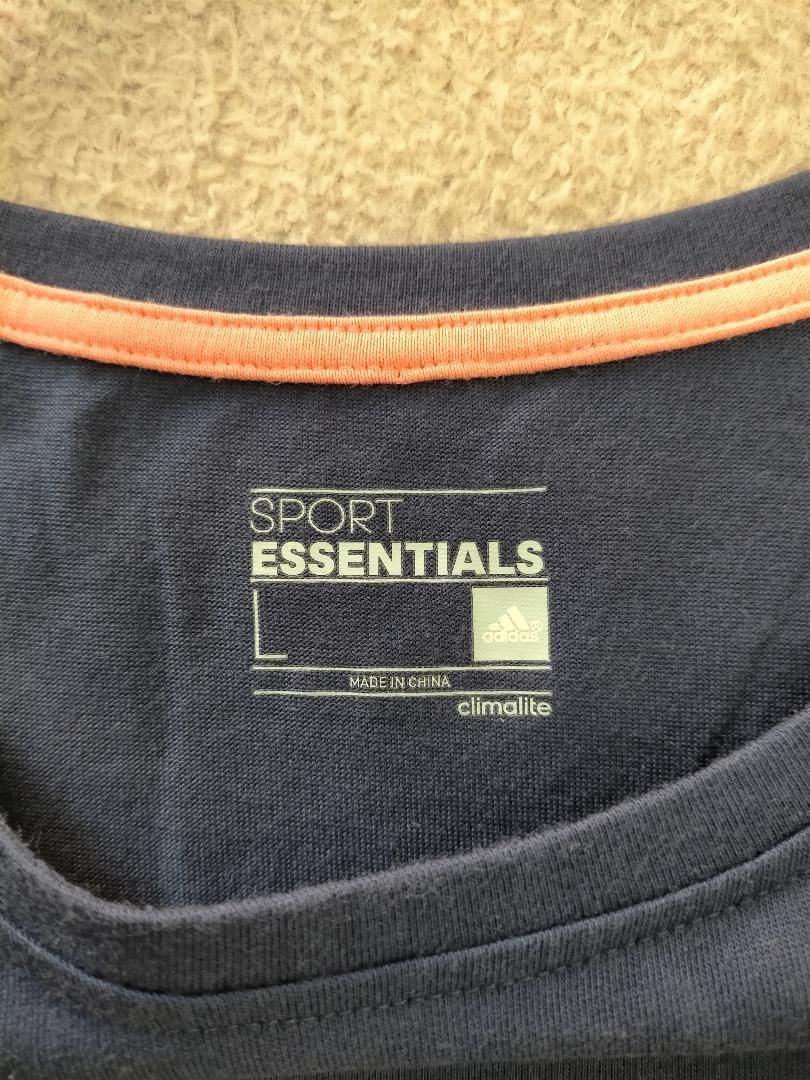 SPORT
ESSENTIALS
L
adidas®
MADE IN CHINA
climalite